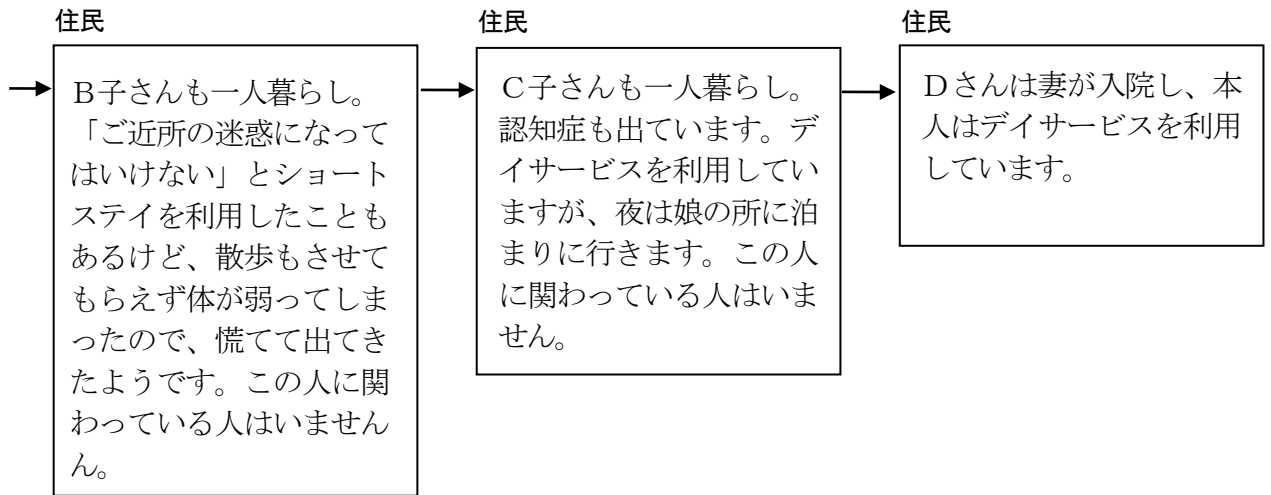 住民
B子さんも一人暮らし。
「ご近所の迷惑になって
はいけない」とショート
ステイを利用したことも
あるけど、散歩もさせて
もらえず体が弱ってしま
ったので、慌てて出てき
たようです。この人に関
わっている人はいません
ん。
住民
C子さんも一人暮らし。
認知症も出ています。デ
イサービスを利用してい
ますが、夜は娘の所に泊
まりに行きます。この人
に関わっている人はいま
せん。
住民
Dさんは妻が入院し、本
人はデイサービスを利用
しています。